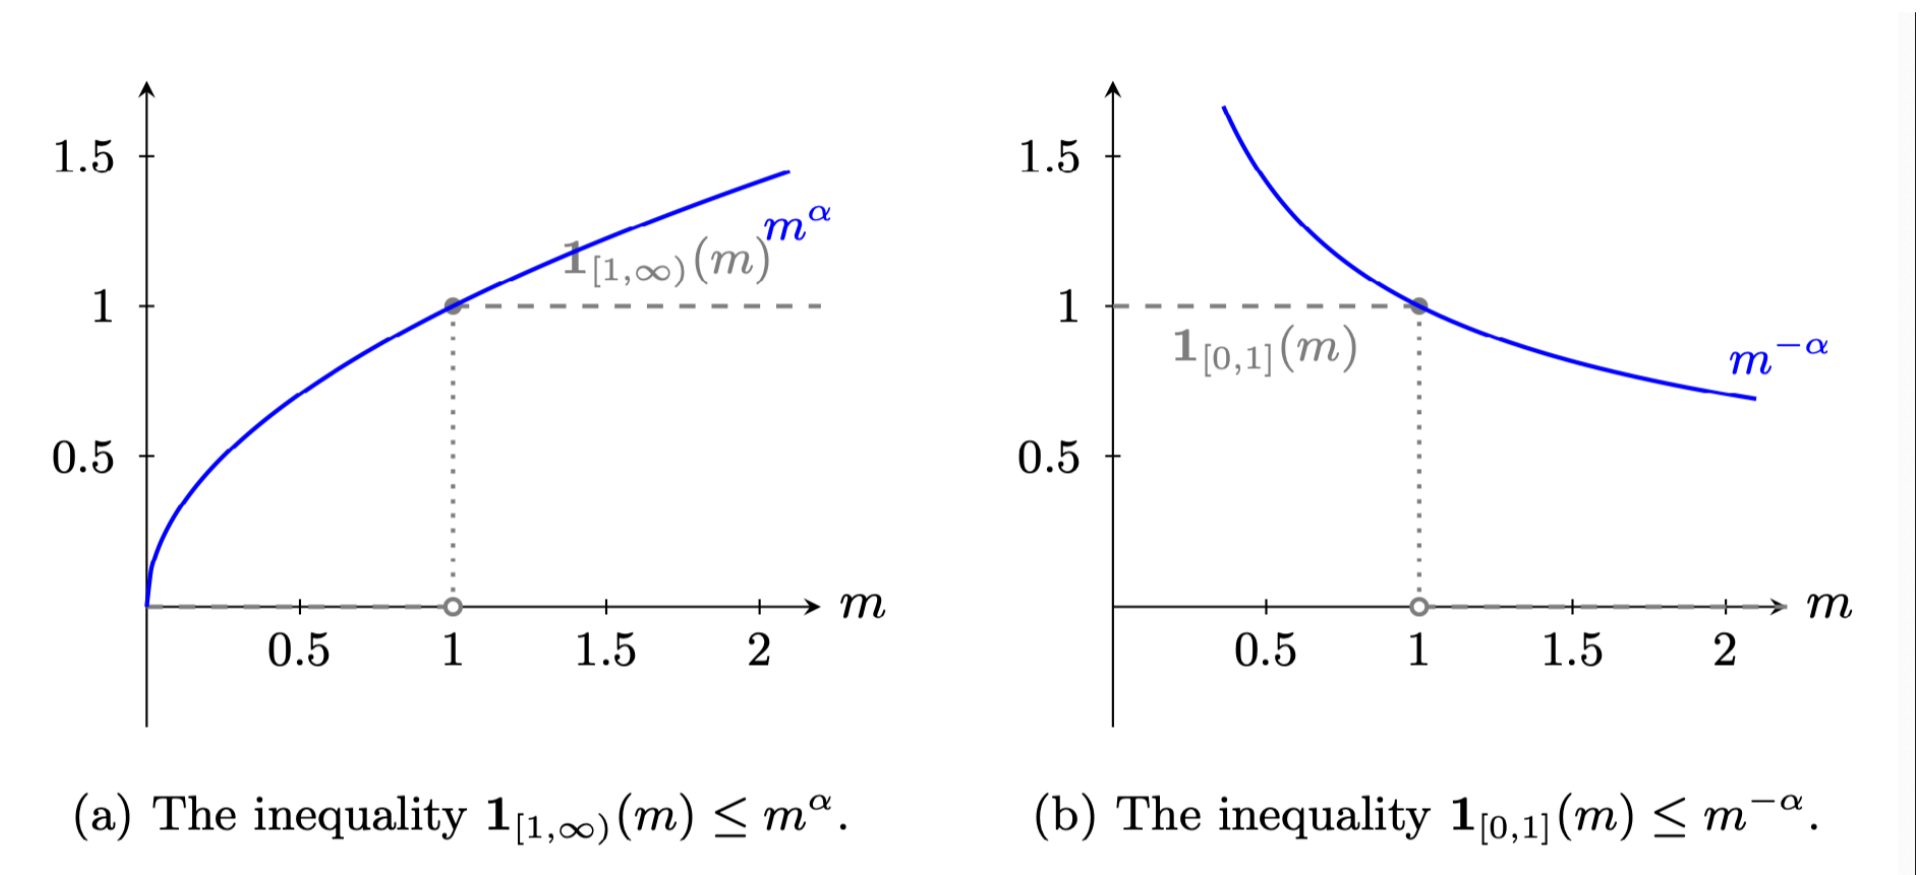 1.5
1
0.5
0.5 1 1.5 2
m
m^α
𝟏_{[1,∞)}(m)
(a) The inequality 𝟏_{[1,∞)}(m) ≤ m^α.
1.5
1
0.5
0.5 1 1.5 2
m
m^{−α}
𝟏_{[0,1]}(m)
(b) The inequality 𝟏_{[0,1]}(m) ≤ m^{−α}.